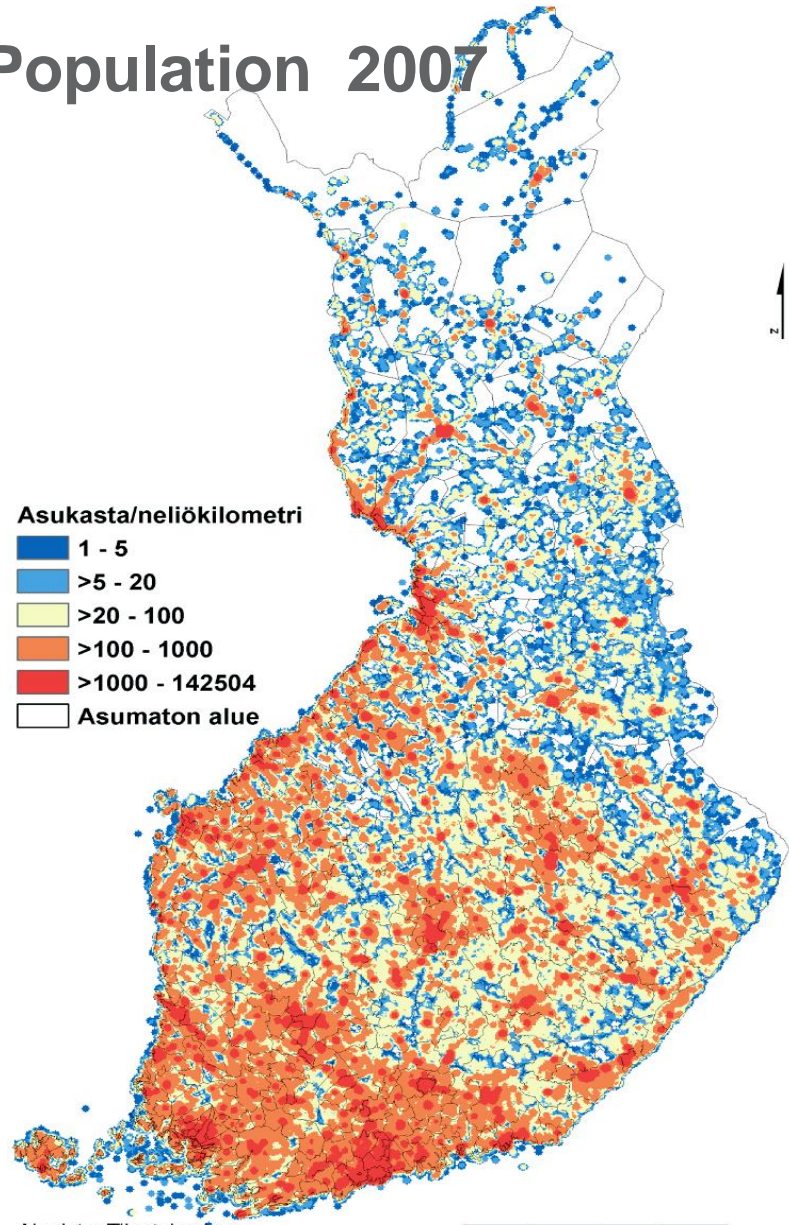 Population 2007
N
Asukasta/neliökilometri
1 - 5
>5 - 20
>20 - 100
>100 - 1000
>1000 - 142504
Asumaton alue